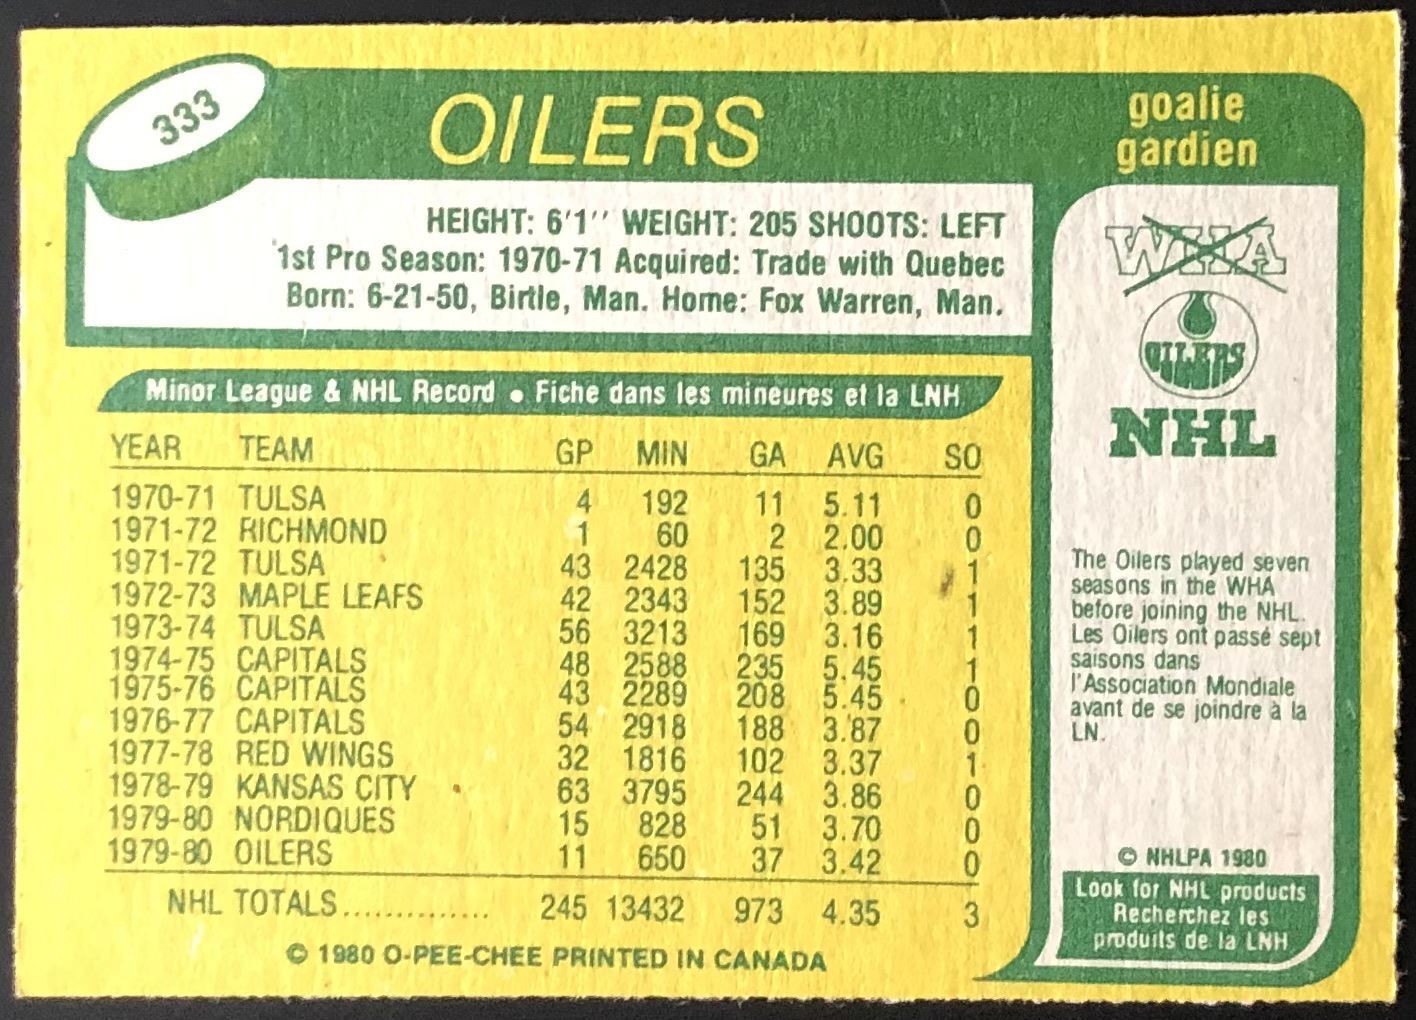 333
OILERS
goalie
gardien
HEIGHT: 6'1'' WEIGHT: 205 SHOOTS: LEFT
1st Pro Season: 1970-71 Acquired: Trade with Quebec
Born: 6-21-50, Birtle, Man. Home: Fox Warren, Man.
Minor League & NHL Record • Fiche dans les mineures et la LNH
YEAR TEAM GP MIN GA AVG SO
1970-71 TULSA 4 192 11 5.11 0
1971-72 RICHMOND 1 60 2 2.00 0
1971-72 TULSA 43 2428 135 3.33 1
1972-73 MAPLE LEAFS 42 2343 152 3.89 1
1973-74 TULSA 56 3213 169 3.16 1
1974-75 CAPITALS 48 2588 235 5.45 1
1975-76 CAPITALS 43 2289 208 5.45 0
1976-77 CAPITALS 54 2918 188 3.87 0
1977-78 RED WINGS 32 1816 102 3.37 1
1978-79 KANSAS CITY 63 3795 244 3.86 0
1979-80 NORDIQUES 15 828 51 3.70 0
1979-80 OILERS 11 650 37 3.42 0
NHL TOTALS.............. 245 13432 973 4.35 3
© 1980 O-PEE-CHEE PRINTED IN CANADA
WHA
OILERS
NHL
The Oilers played seven
seasons in the WHA
before joining the NHL.
Les Oilers ont passé sept
saisons dans
l'Association Mondiale
avant de se joindre à la
LN.
© NHLPA 1980
Look for NHL products
Recherchez les
produits de la LNH